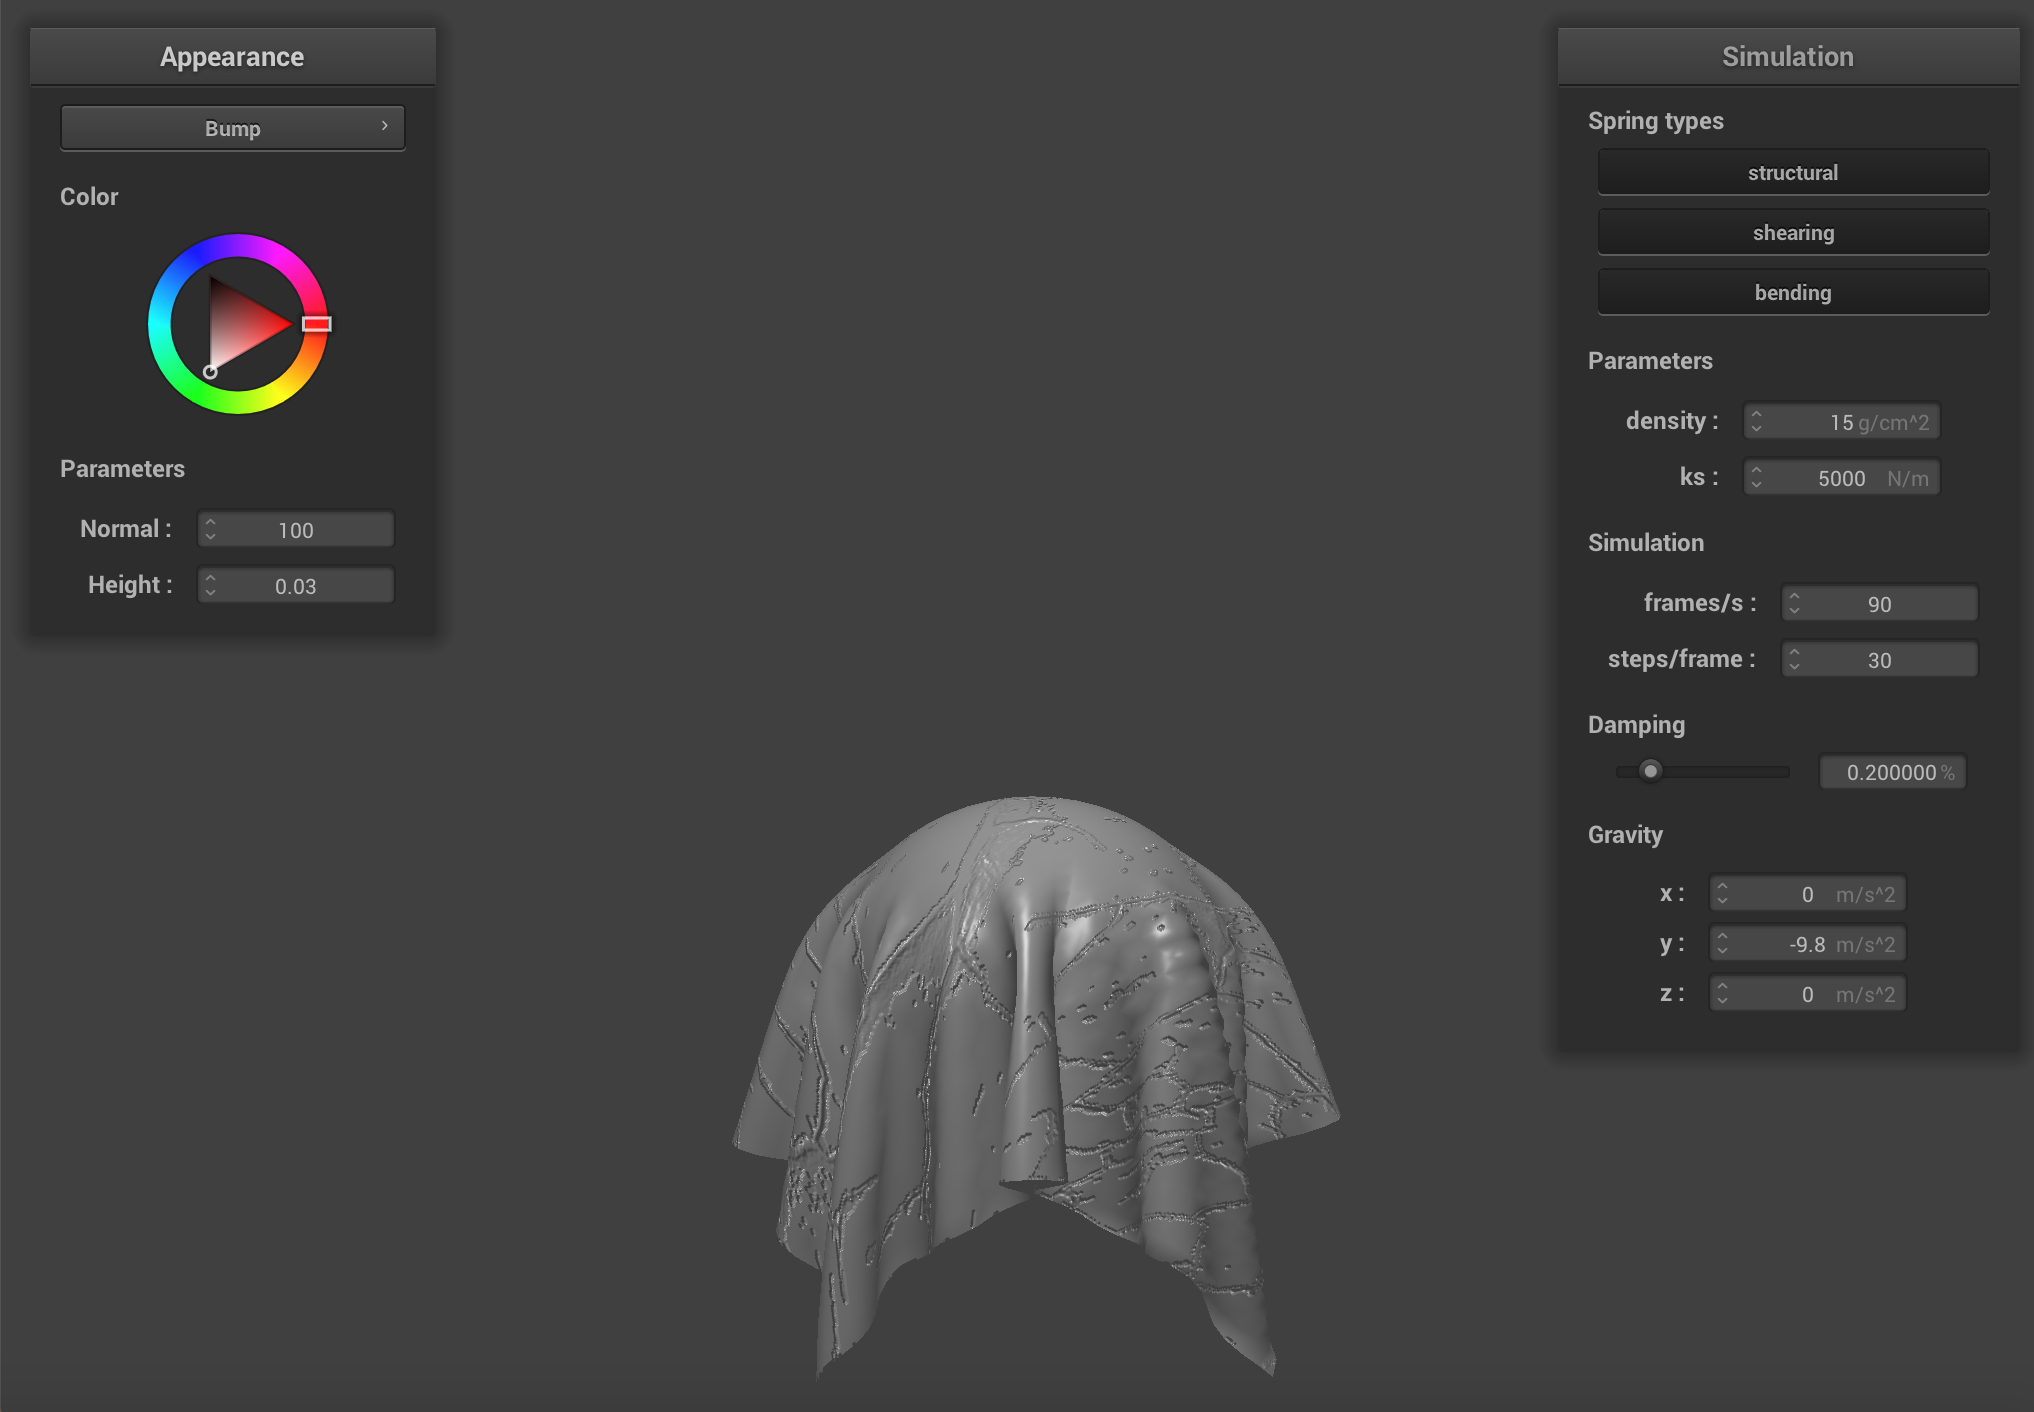 Appearance
Bump
Color
Parameters
Normal : 100
Height : 0.03
Simulation
Spring types
structural
shearing
bending
Parameters
density : 15 g/cm^2
ks : 5000 N/m
Simulation
frames/s : 90
steps/frame : 30
Damping
0.200000 %
Gravity
x : 0 m/s^2
y : -9.8 m/s^2
z : 0 m/s^2